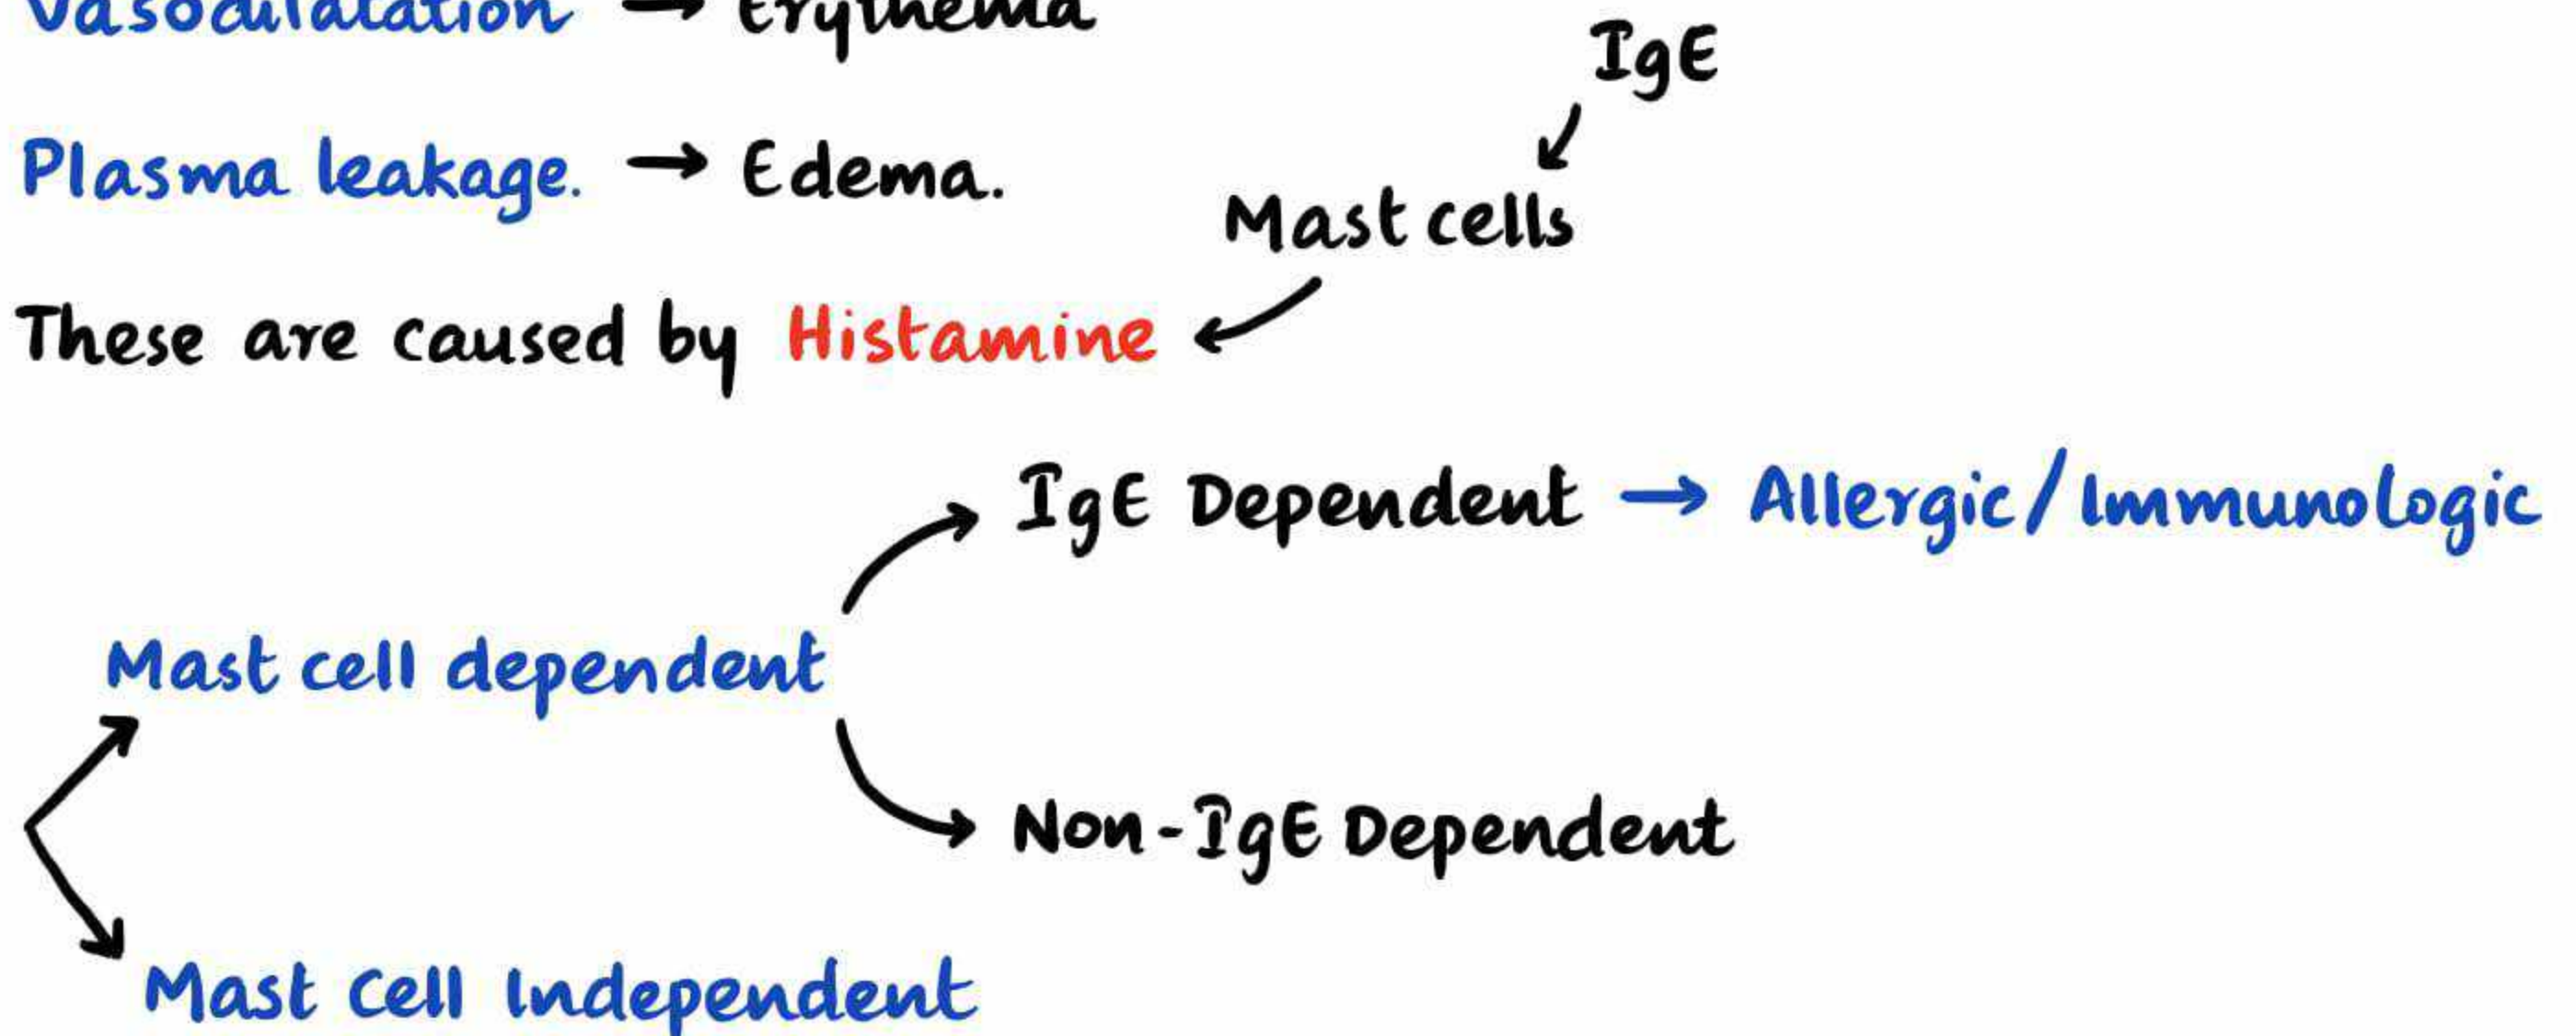 Vasodilatation → Erythema
IgE
Plasma leakage. → Edema.
Mast cells
These are caused by Histamine
IgE Dependent → Allergic/Immunologic
Mast cell dependent
Non-IgE Dependent
Mast Cell Independent